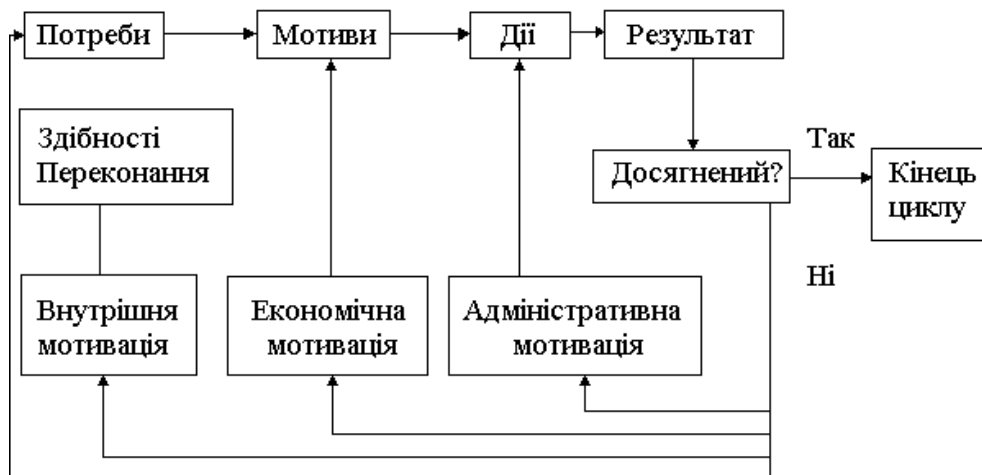 Потреби
Мотиви
Дії
Результат
Здібності
Переконання
Так
Досягнений?
Кінець
циклу
Ні
Внутрішня
мотивація
Економічна
мотивація
Адміністративна
мотивація